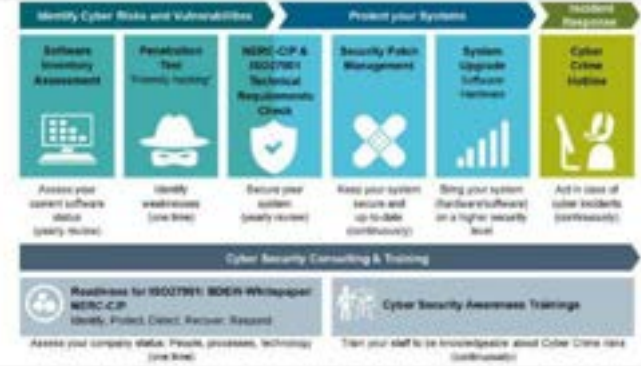 Identify Cyber Risks and Vulnerabilities
Protect your Systems
Incident
Response
Software
Inventory
Assessment
Penetration
Test
"Friendly Hacking"
NERC-CIP &
ISO27001
Technical
Requirements
Check
Security Patch
Management
System
Upgrade
Software
Hardware
Cyber
Crime
Hotline
Assess your
current software
status
(yearly review)
Identify
weaknesses
(one time)
Secure your
system
(yearly review)
Keep your system
secure and
up-to-date
(continuously)
Bring your system
(hardware/software)
on a higher security
level
Act in case of
cyber incidents
(continuously)
Cyber Security Consulting & Training
Readiness for ISO27001/ BDEW-Whitepaper/
NERC-CIP
Identify, Protect, Detect, Recover, Respond
Assess your company status: People, processes, technology
(one time)
Cyber Security Awareness Trainings
Train your staff to be knowledgeable about Cyber Crime risks
(continuously)